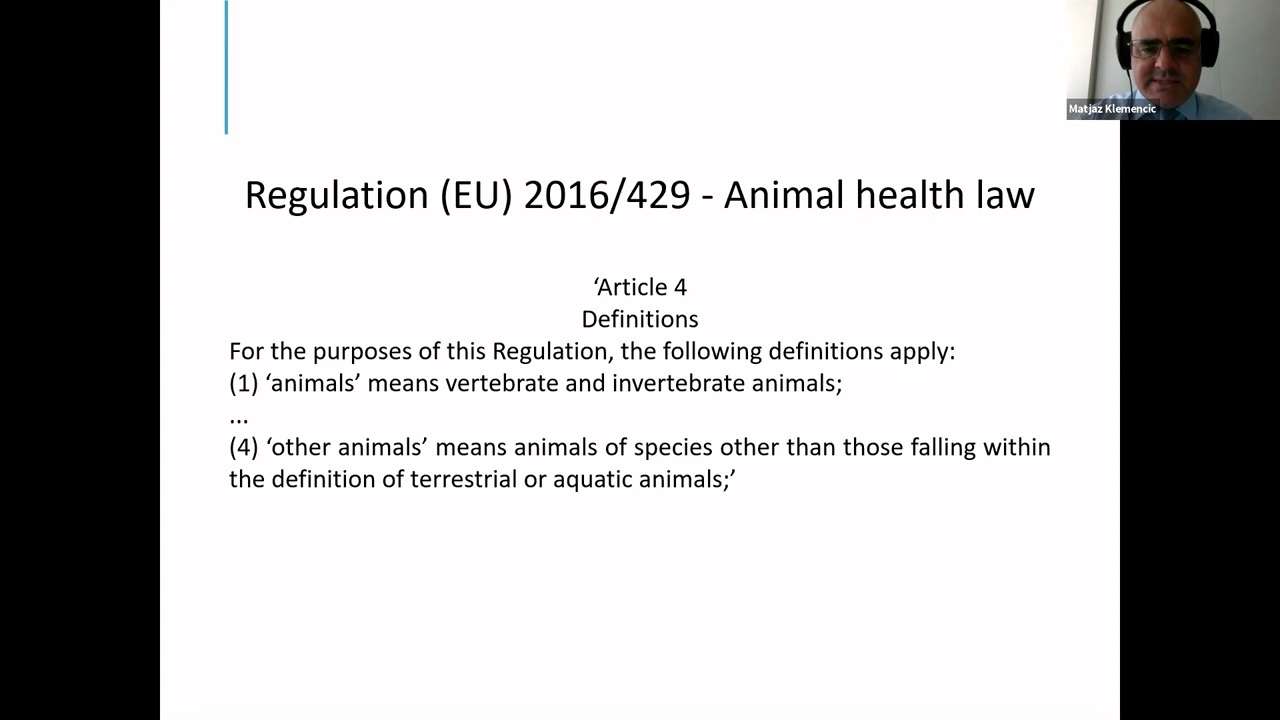 Matjaz Klemencic
Regulation (EU) 2016/429 - Animal health law
‘Article 4
Definitions
For the purposes of this Regulation, the following definitions apply:
(1) ‘animals’ means vertebrate and invertebrate animals;
...
(4) ‘other animals’ means animals of species other than those falling within
the definition of terrestrial or aquatic animals;’